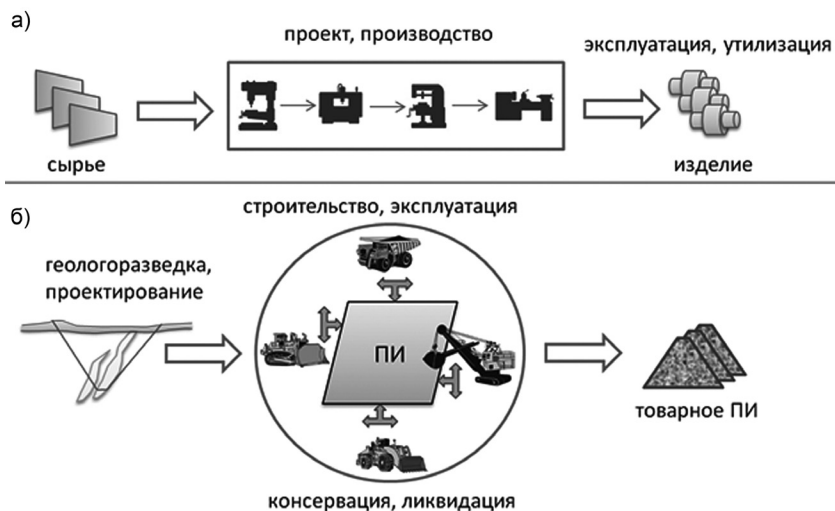 а)
проект, производство
эксплуатация, утилизация
сырье
изделие
б)
строительство, эксплуатация
геологоразведка,
проектирование
ПИ
товарное ПИ
консервация, ликвидация